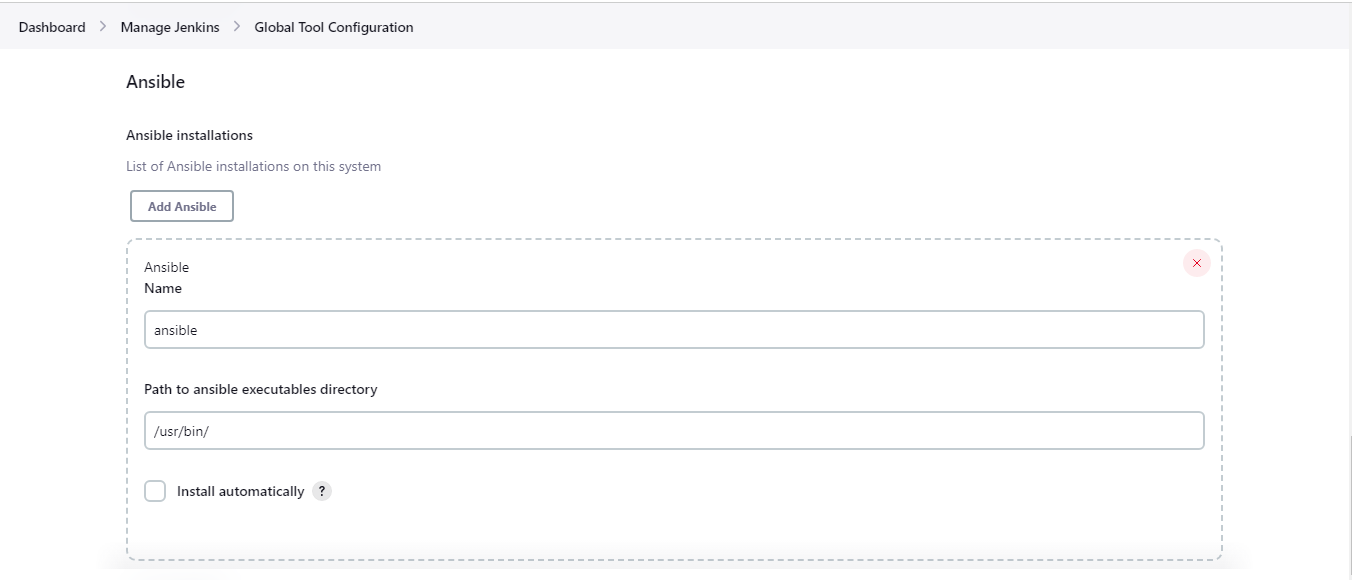 Dashboard > Manage Jenkins > Global Tool Configuration
Ansible
Ansible installations
List of Ansible installations on this system
Add Ansible
Ansible
Name
ansible
Path to ansible executables directory
/usr/bin/
Install automatically ?